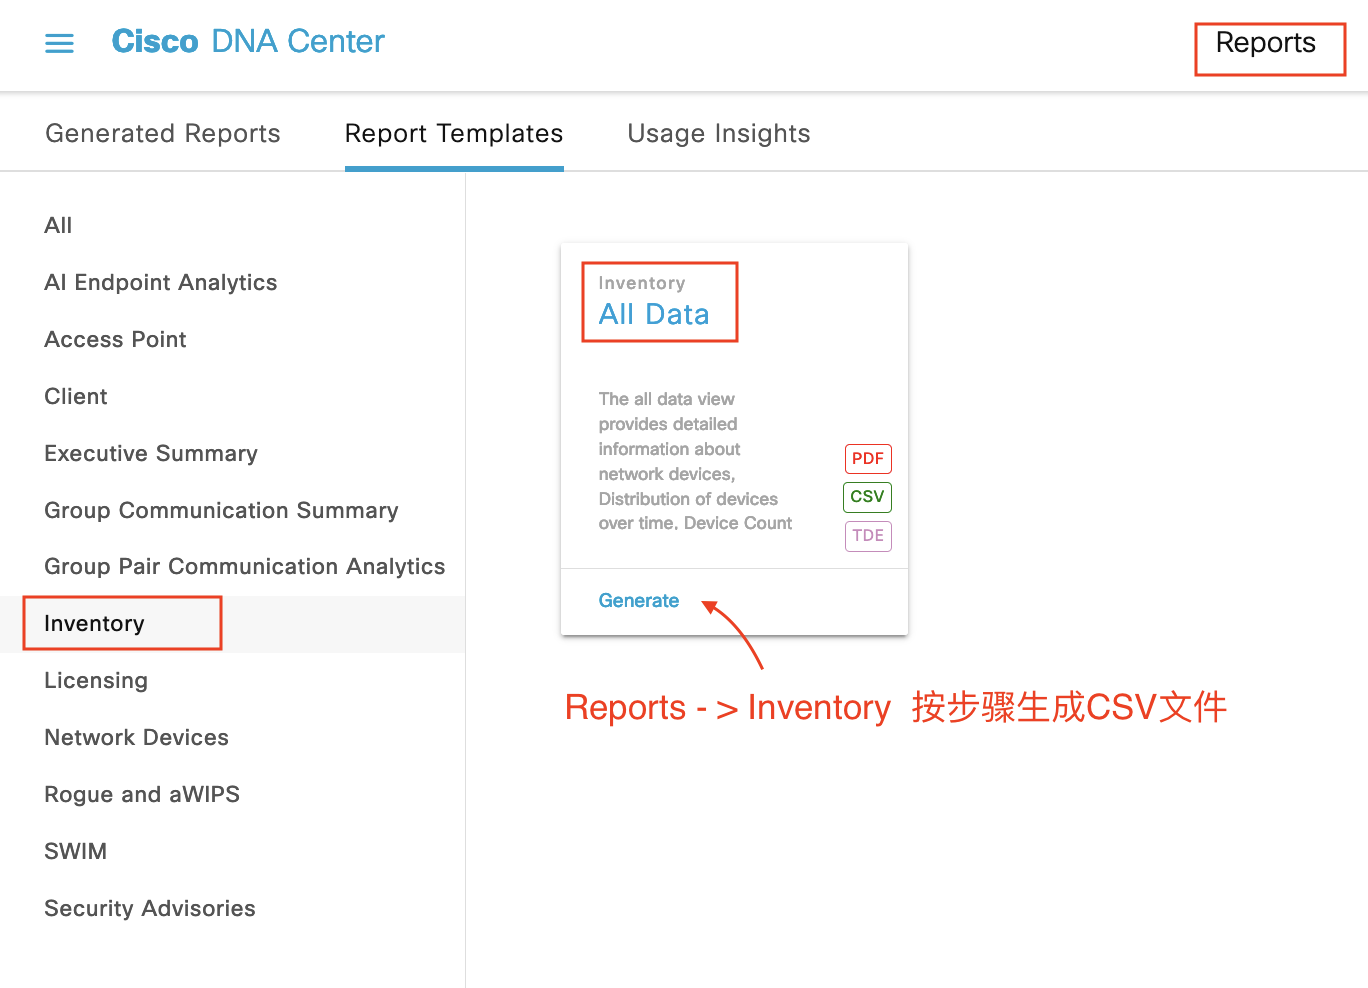 Cisco DNA Center
Reports
Generated Reports
Report Templates
Usage Insights
All
AI Endpoint Analytics
Access Point
Client
Executive Summary
Group Communication Summary
Group Pair Communication Analytics
Inventory
Licensing
Network Devices
Rogue and aWIPS
SWIM
Security Advisories
Inventory
All Data
The all data view
provides detailed
information about
network devices,
Distribution of devices
over time, Device Count
PDF
CSV
TDE
Generate
Reports - > Inventory 按步骤生成CSV文件